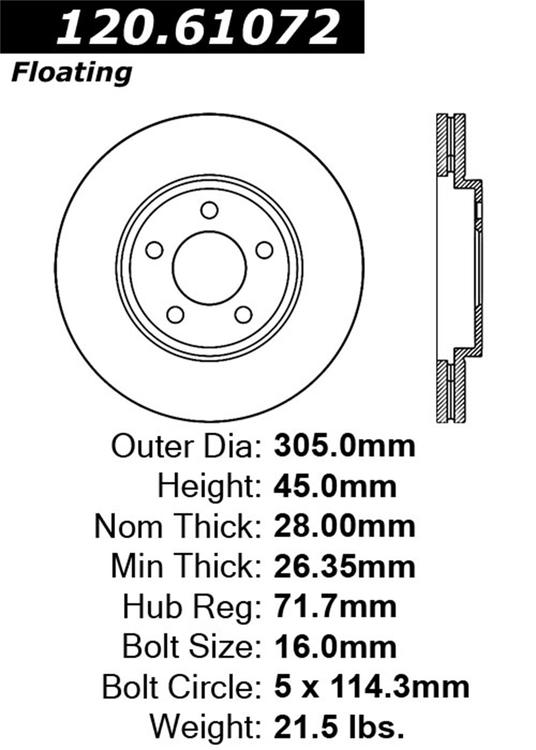 120.61072
Floating
Outer Dia: 305.0mm
Height: 45.0mm
Nom Thick: 28.00mm
Min Thick: 26.35mm
Hub Reg: 71.7mm
Bolt Size: 16.0mm
Bolt Circle: 5 x 114.3mm
Weight: 21.5 lbs.